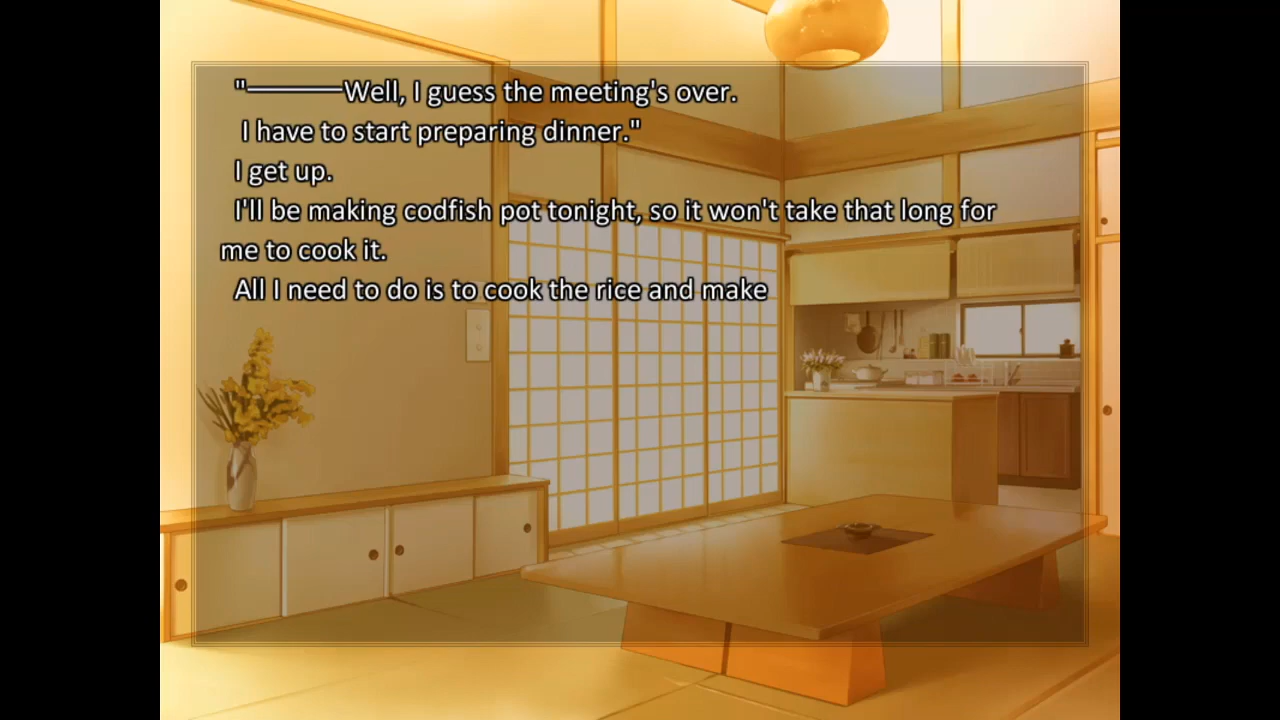 "―――Well, I guess the meeting's over.
I have to start preparing dinner."
I get up.
I'll be making codfish pot tonight, so it won't take that long for
me to cook it.
All I need to do is to cook the rice and make